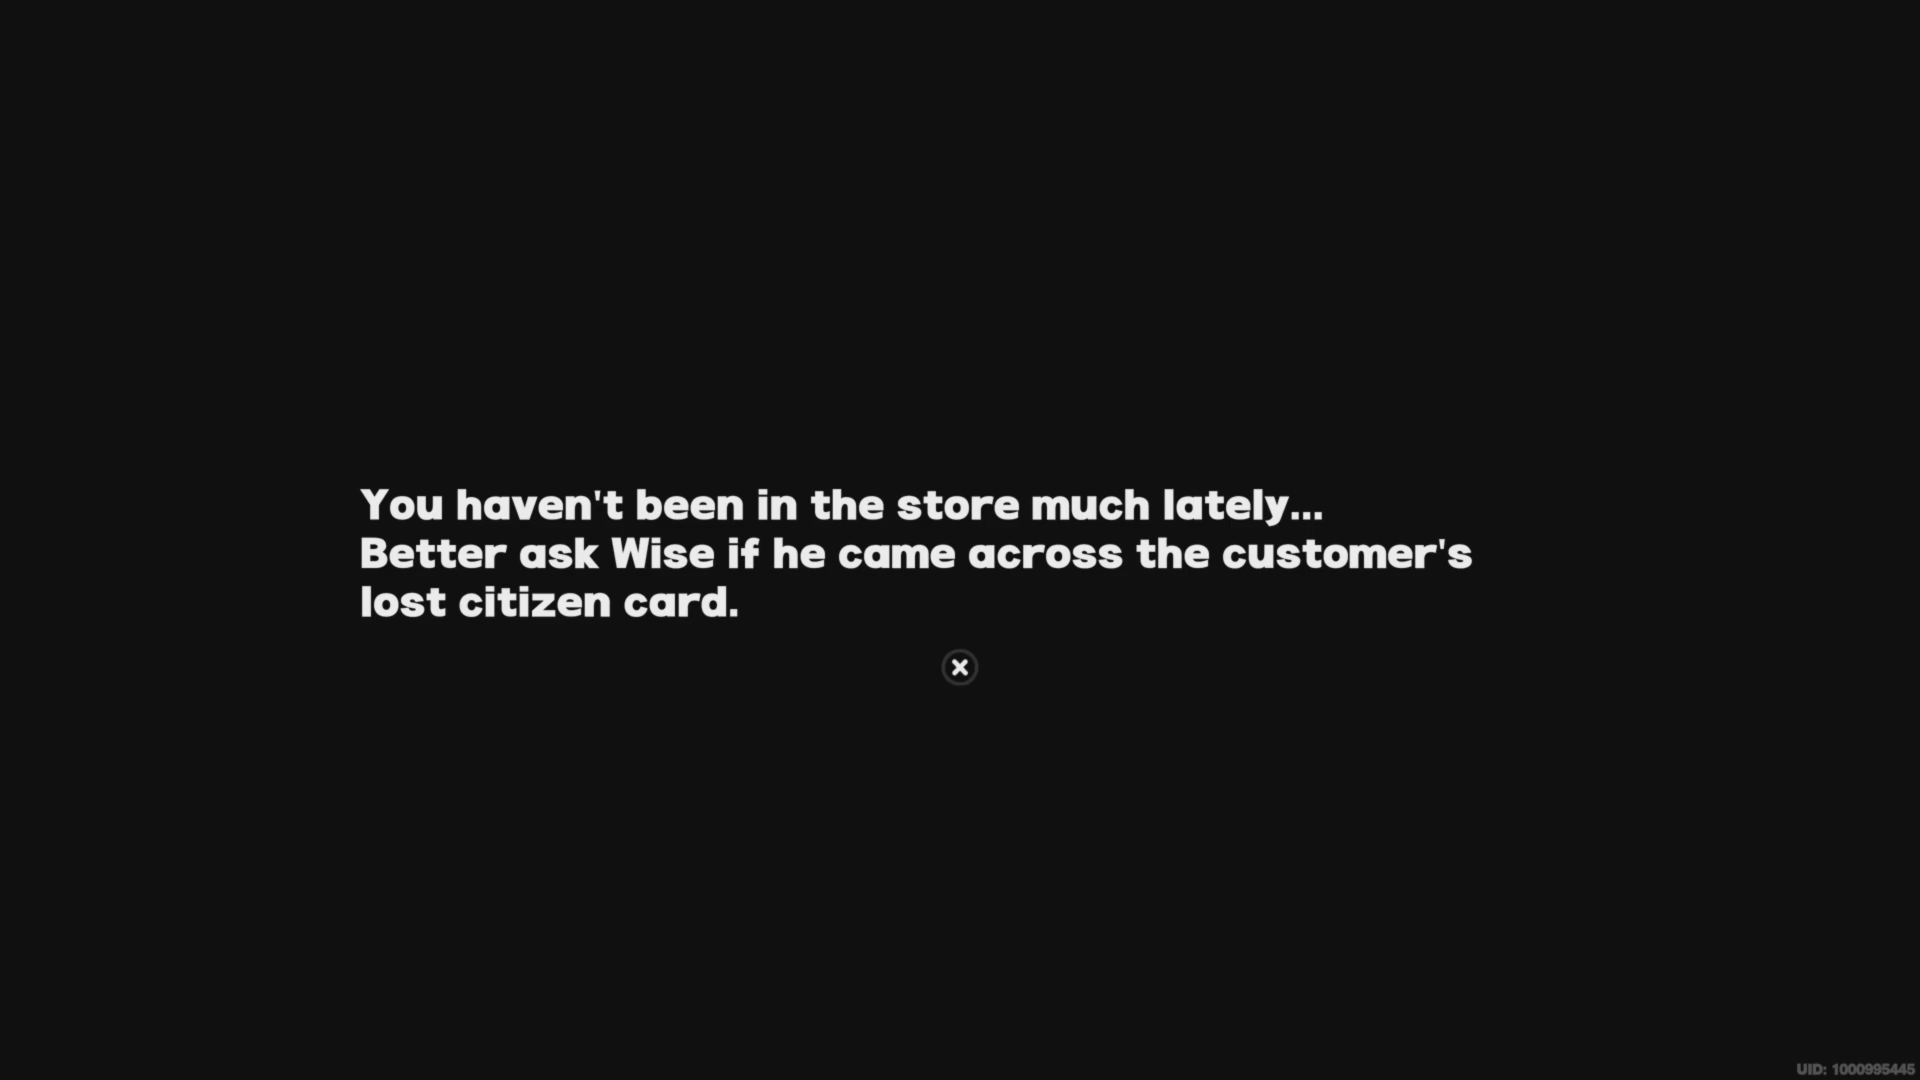 You haven't been in the store much lately...
Better ask Wise if he came across the customer's
lost citizen card.
UID: 1000995445